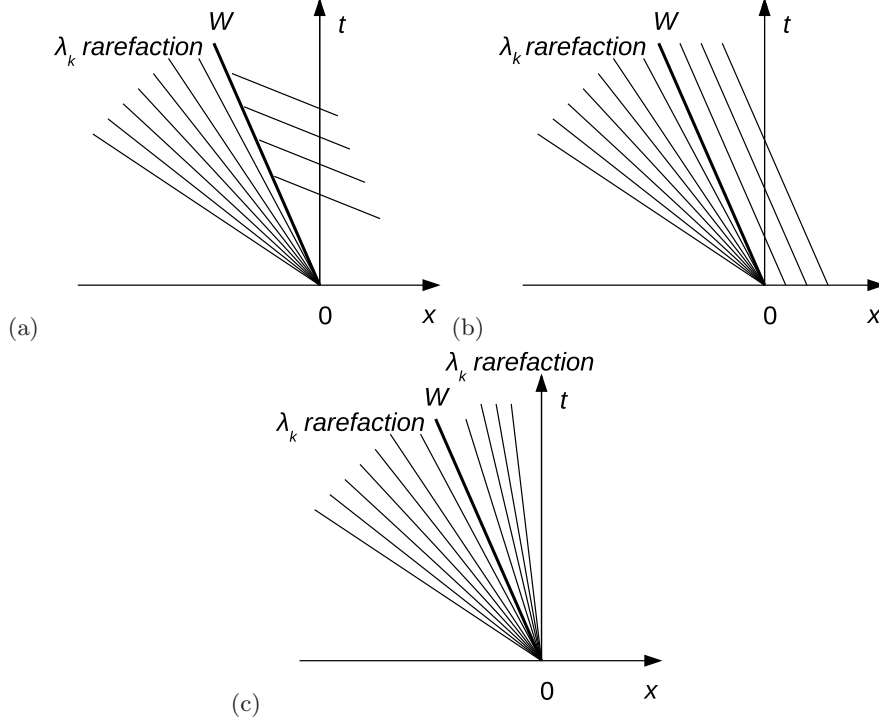 W
t
λk rarefaction
0
x
(a)
W
t
λk rarefaction
0
x
(b)
λk rarefaction
W
t
λk rarefaction
0
x
(c)